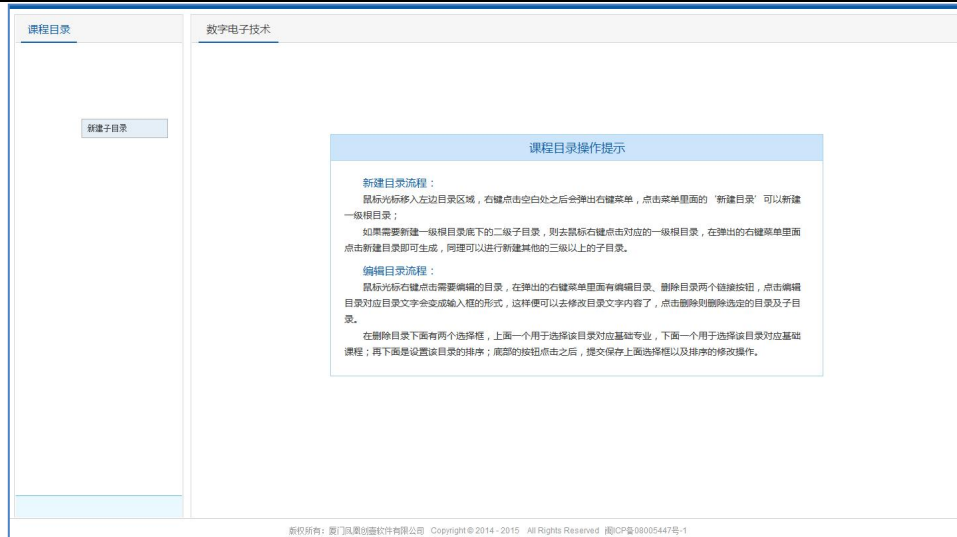 课程目录
数字电子技术
新建子目录
课程目录操作提示
新建目录流程：
鼠标光标移入左边目录区域，右键点击空白处之后会弹出右键菜单，点击菜单里面的‘新建目录’可以新建
一级根目录；
如果需要新建一级根目录底下的二级子目录，则去鼠标右键点击对应的一级根目录，在弹出的右键菜单里面
点击新建目录即可生成，同理可以进行新建其他的三级以上的子目录。
编辑目录流程：
鼠标光标右键点击需要编辑的目录，在弹出的右键菜单里面有编辑目录、删除目录两个链接按钮，点击编辑
目录对应目录文字会变成输入框的形式，这样便可以去修改目录文字内容了，点击删除则删除选定的目录及子目
录。
在删除目录下面有两个选择框，上面一个用于选择该目录对应基础专业，下面一个用于选择该目录对应基础
课程；再下面是设置该目录的排序；底部的按钮点击之后，提交保存上面选择框以及排序的修改操作。
版权所有：厦门凤凰创壹软件有限公司 Copyright © 2014 - 2015 All Rights Reserved 闽ICP备08005447号-1